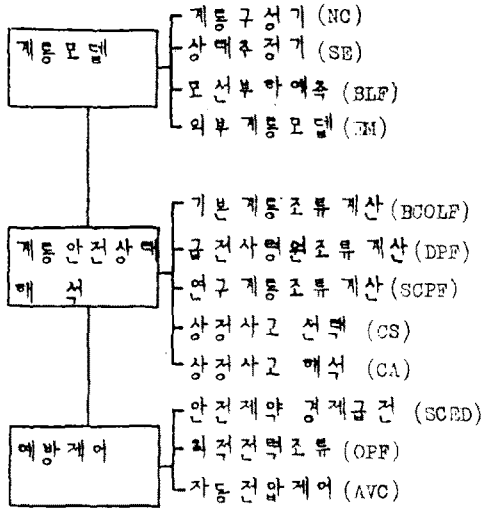 계통모델
계통구성기 (NC)
상태추정기 (SE)
모선부하예측 (BLF)
외부계통모델 (EM)
계통안전상태
해 석
기본계통조류계산 (BCOLF)
급전사령원조류계산 (DPF)
연구계통조류계산 (SCPF)
상정사고 선택 (CS)
상정사고 해석 (CA)
예방제어
안전제약 경제급전 (SCED)
최적전력조류 (OPF)
자동전압제어 (AVC)